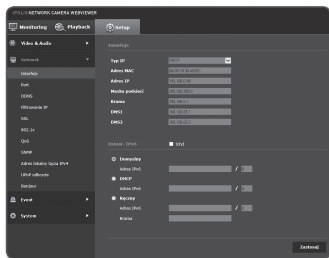 iPOLiS NETWORK CAMERA WEBVIEWER
Monitoring
Playback
Setup
Video & Audio
Network
Interfejs
Port
DDNS
Filtrowanie IP
SSL
802.1x
QoS
SNMP
Adres lokalny łącza IPv4
UPnP odkrycie
Bonjour
Event
System
Interfejs
Typ IP
DHCP
Adres MAC
Adres IP
Maska podsieci
Brama
DNS1
DNS2
Ustaw. IPv6
Użyj
Domyślny
Adres IPv6
/
DHCP
Adres IPv6
/
Ręczny
Adres IPv6
/
Brama
Zastosuj